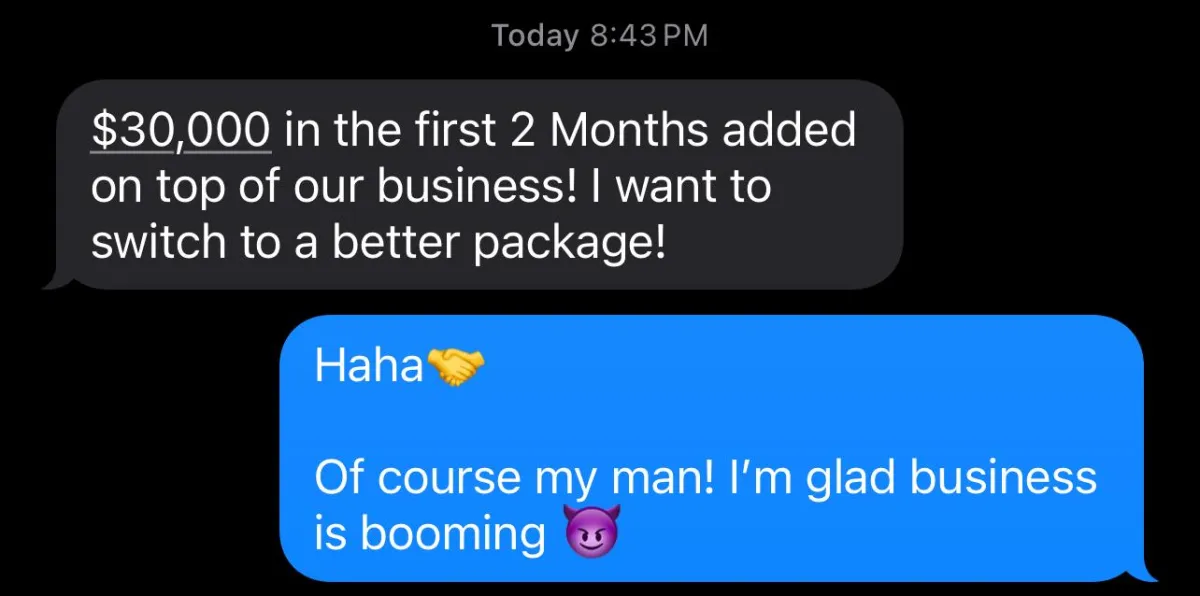 Today 8:43 PM
$30,000 in the first 2 Months added
on top of our business! I want to
switch to a better package!
Haha🤝
Of course my man! I’m glad business
is booming 😈